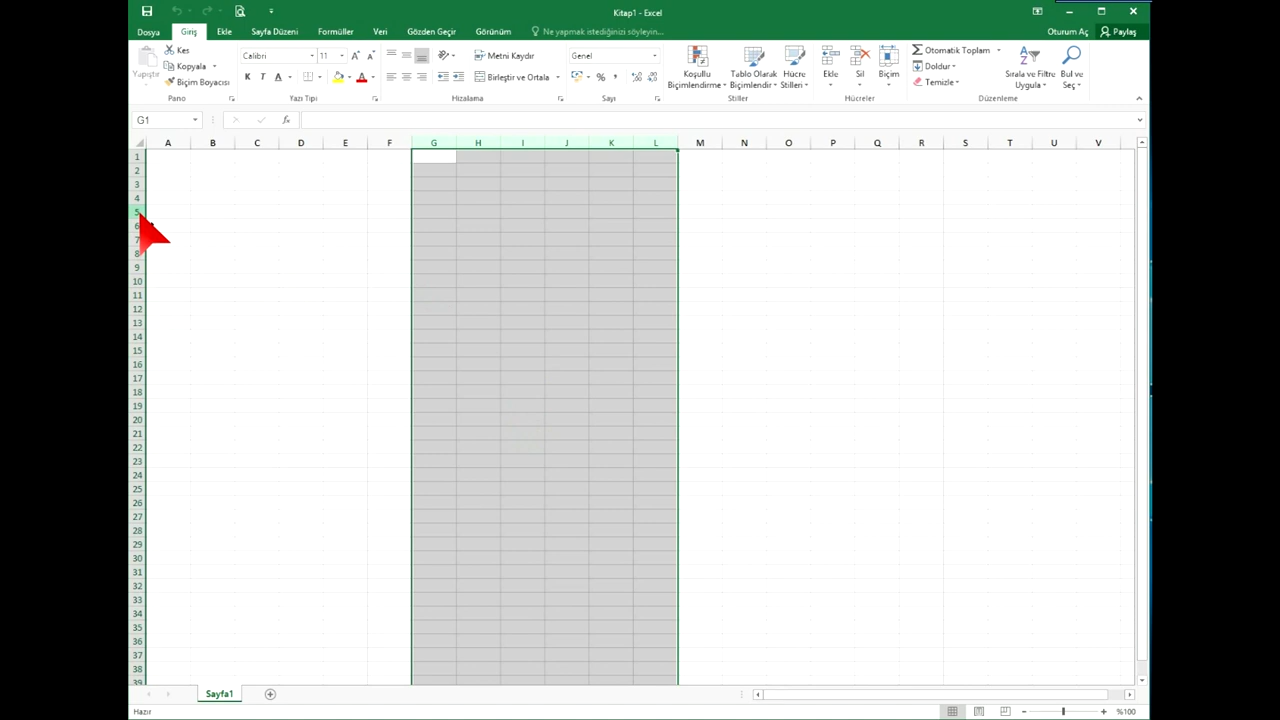 Kitap1 - Excel
Dosya Giriş Ekle Sayfa Düzeni Formüller Veri Gözden Geçir Görünüm Ne yapmak istediğinizi söyleyin... Oturum Aç Paylaş
Yapıştır
Kes
Kopyala
Biçim Boyacısı
Pano
Calibri 11
K T A
Yazı Tipi
Metni Kaydır
Birleştir ve Ortala
Hizalama
Genel
%
Sayı
Koşullu Biçimlendirme
Tablo Olarak Biçimlendir
Hücre Stilleri
Stiller
Ekle Sil Biçim
Hücreler
Otomatik Toplam
Doldur
Temizle
Sırala ve Filtre Uygula
Bul ve Seç
Düzenleme
G1 fx
A B C D E F G H I J K L M N O P Q R S T U V
1
2
3
4
5
6
7
8
9
10
11
12
13
14
15
16
17
18
19
20
21
22
23
24
25
26
27
28
29
30
31
32
33
34
35
36
37
38
39
Sayfa1
Hazır %100